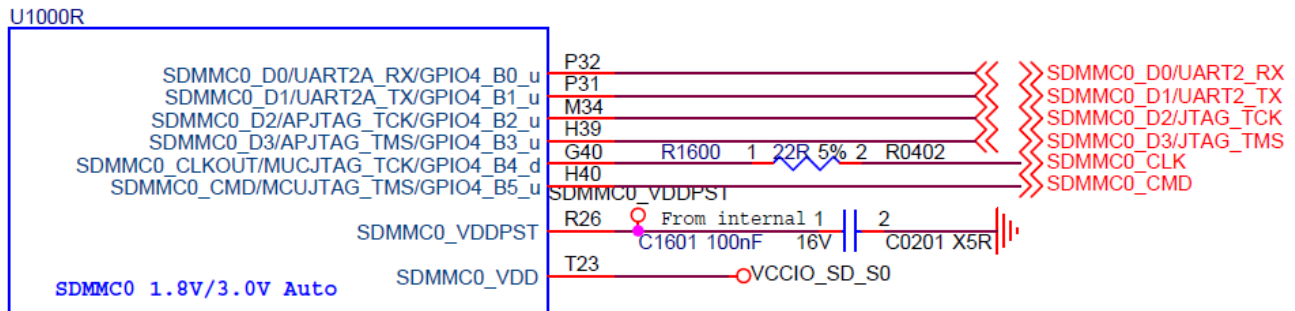 U1000R
SDMMC0_D0/UART2A_RX/GPIO4_B0_u P32 SDMMC0_D0/UART2_RX
SDMMC0_D1/UART2A_TX/GPIO4_B1_u P31 SDMMC0_D1/UART2_TX
SDMMC0_D2/APJTAG_TCK/GPIO4_B2_u M34 SDMMC0_D2/JTAG_TCK
SDMMC0_D3/APJTAG_TMS/GPIO4_B3_u H39 SDMMC0_D3/JTAG_TMS
SDMMC0_CLKOUT/MUCJTAG_TCK/GPIO4_B4_d G40 R1600 1 22R 5% 2 R0402 SDMMC0_CLK
SDMMC0_CMD/MCUJTAG_TMS/GPIO4_B5_u H40 SDMMC0_CMD
SDMMC0_VDDPST
SDMMC0_VDDPST R26 From internal 1 2
C1601 100nF 16V C0201 X5R
SDMMC0_VDD T23 VCCIO_SD_S0
SDMMC0 1.8V/3.0V Auto